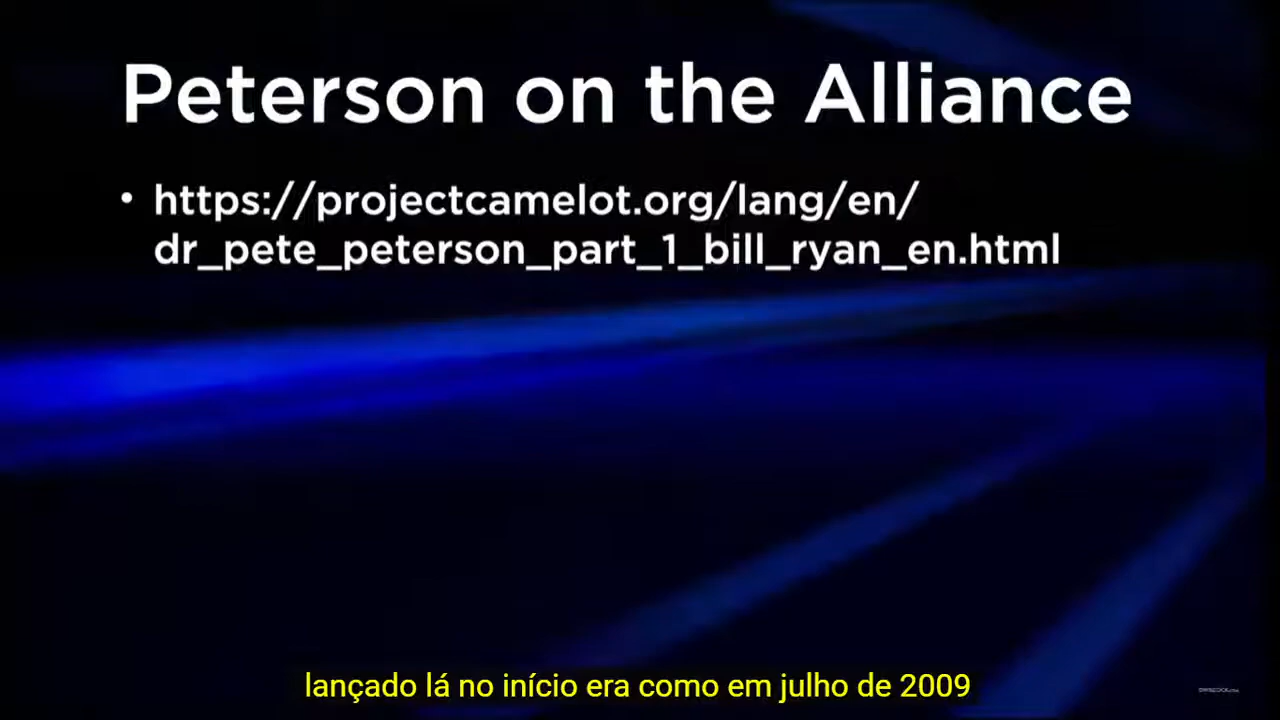 Peterson on the Alliance
• https://projectcamelot.org/lang/en/
dr_pete_peterson_part_1_bill_ryan_en.html
lançado lá no início era como em julho de 2009